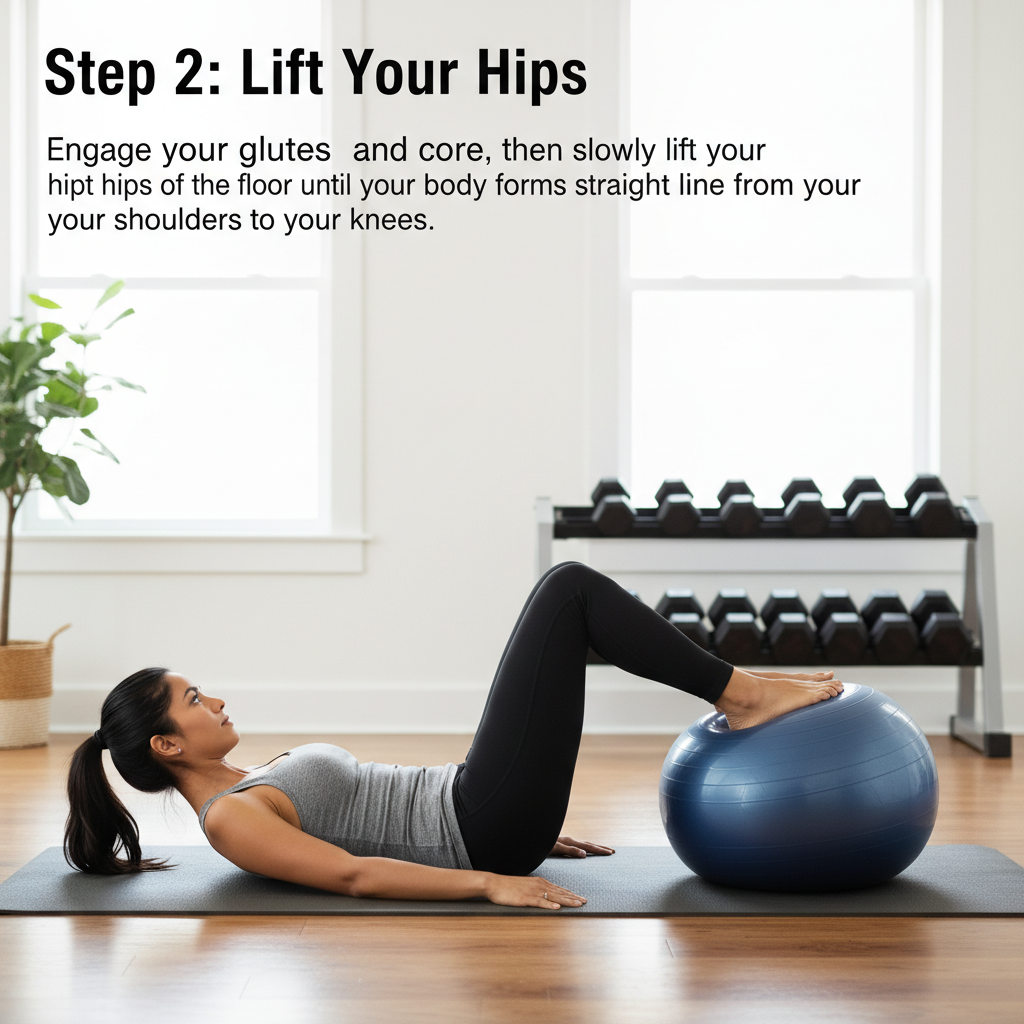 Step 2: Lift Your Hips
Engage your glutes and core, then slowly lift your
hipt hips of the floor until your body forms straight line from your
your shoulders to your knees.